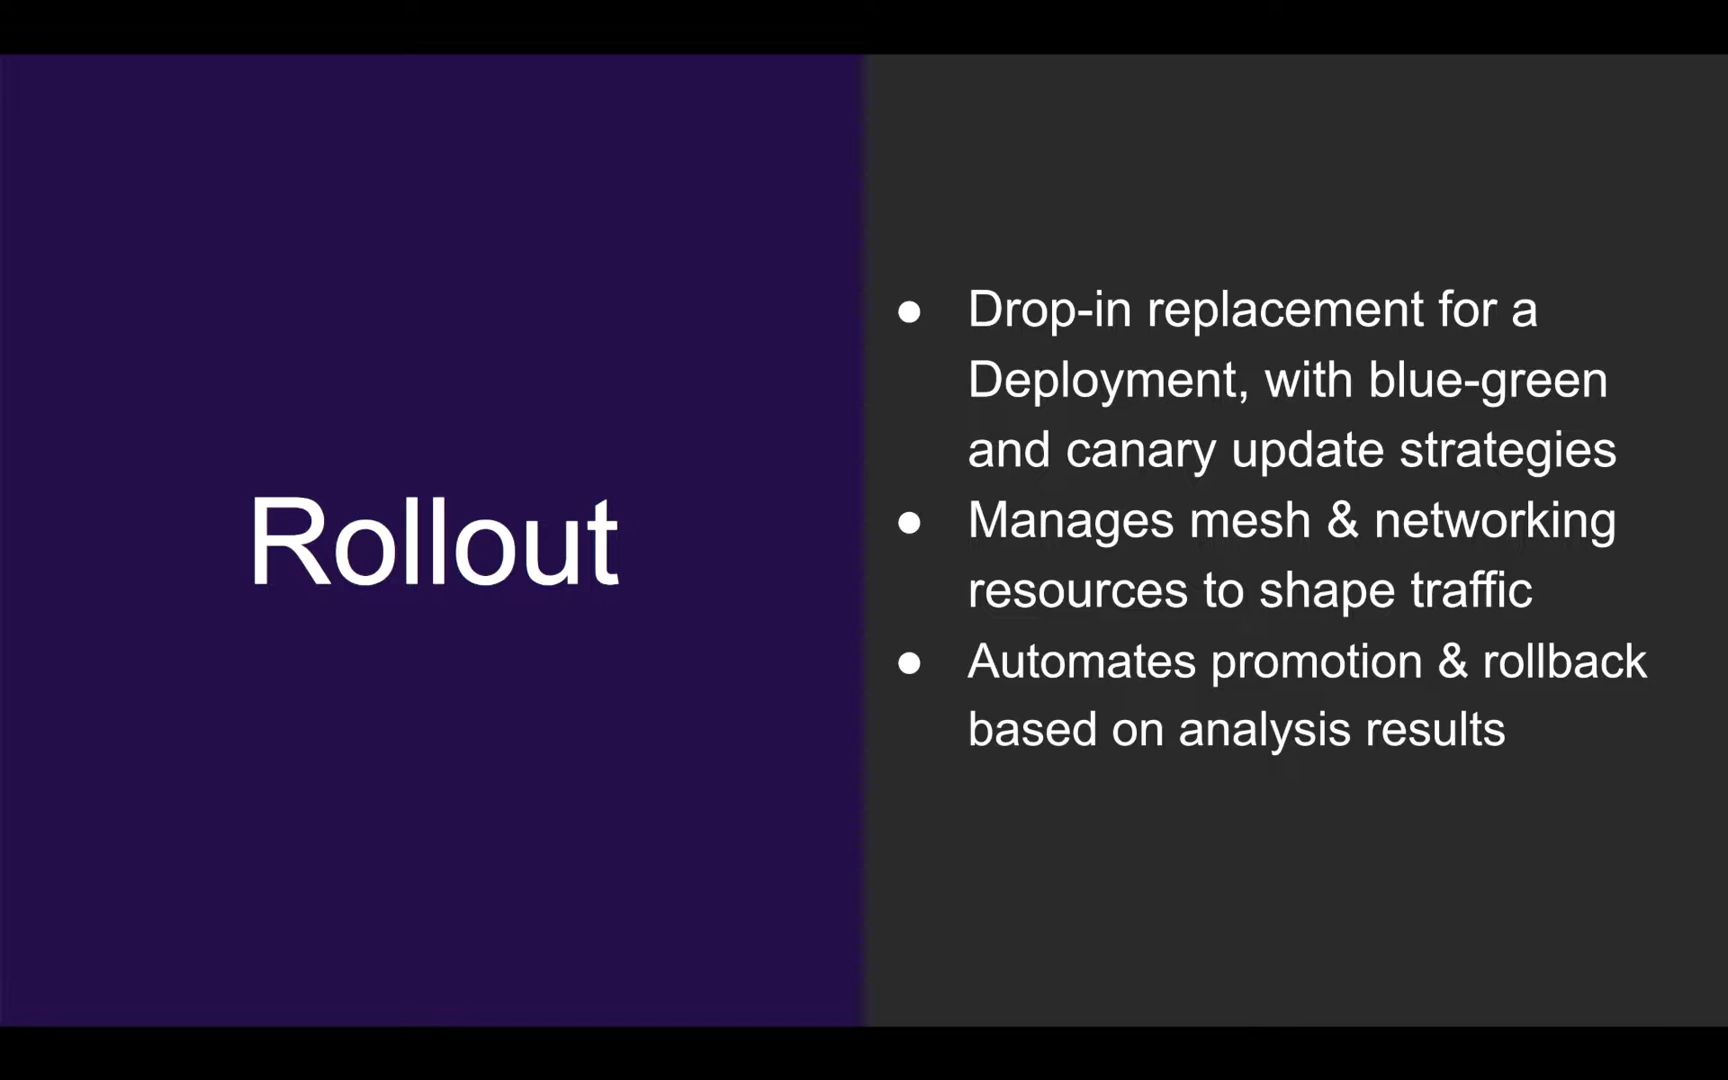 Rollout
● Drop-in replacement for a
Deployment, with blue-green
and canary update strategies
● Manages mesh & networking
resources to shape traffic
● Automates promotion & rollback
based on analysis results